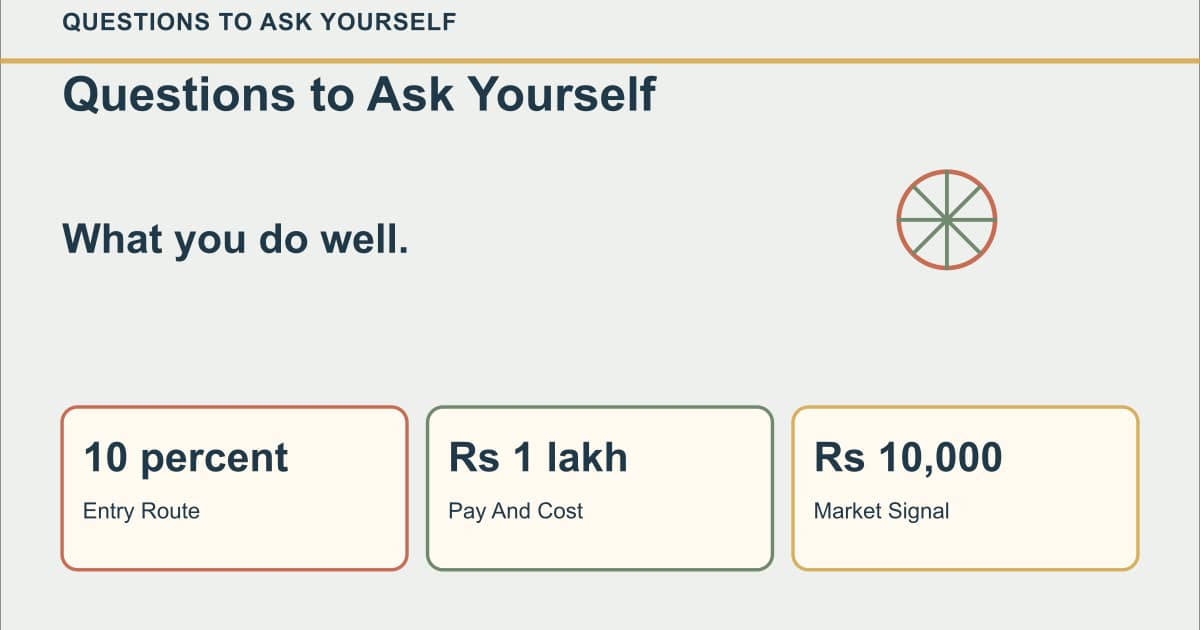 QUESTIONS TO ASK YOURSELF
Questions to Ask Yourself
What you do well.
10 percent
Entry Route
Rs 1 lakh
Pay And Cost
Rs 10,000
Market Signal